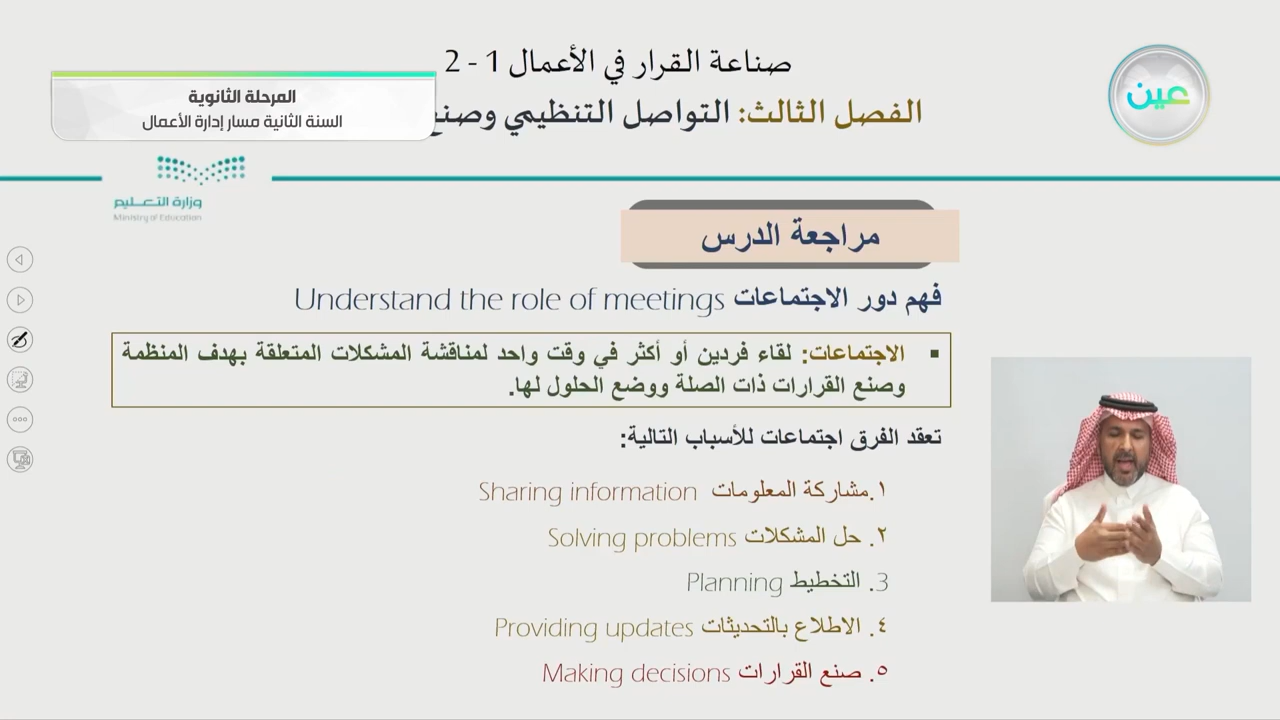 صناعة القرار في الأعمال 1 - 2
الفصل الثالث: التواصل التنظيمي وصنع
المرحلة الثانوية
السنة الثانية مسار إدارة الأعمال
عين
وزارة التعليم
Ministry of Education
مراجعة الدرس
فهم دور الاجتماعات Understand the role of meetings
▪ الاجتماعات: لقاء فردين أو أكثر في وقت واحد لمناقشة المشكلات المتعلقة بهدف المنظمة
وصنع القرارات ذات الصلة ووضع الحلول لها.
تعقد الفرق اجتماعات للأسباب التالية:
١.مشاركة المعلومات Sharing information
٢. حل المشكلات Solving problems
3. التخطيط Planning
٤. الاطلاع بالتحديثات Providing updates
٥. صنع القرارات Making decisions